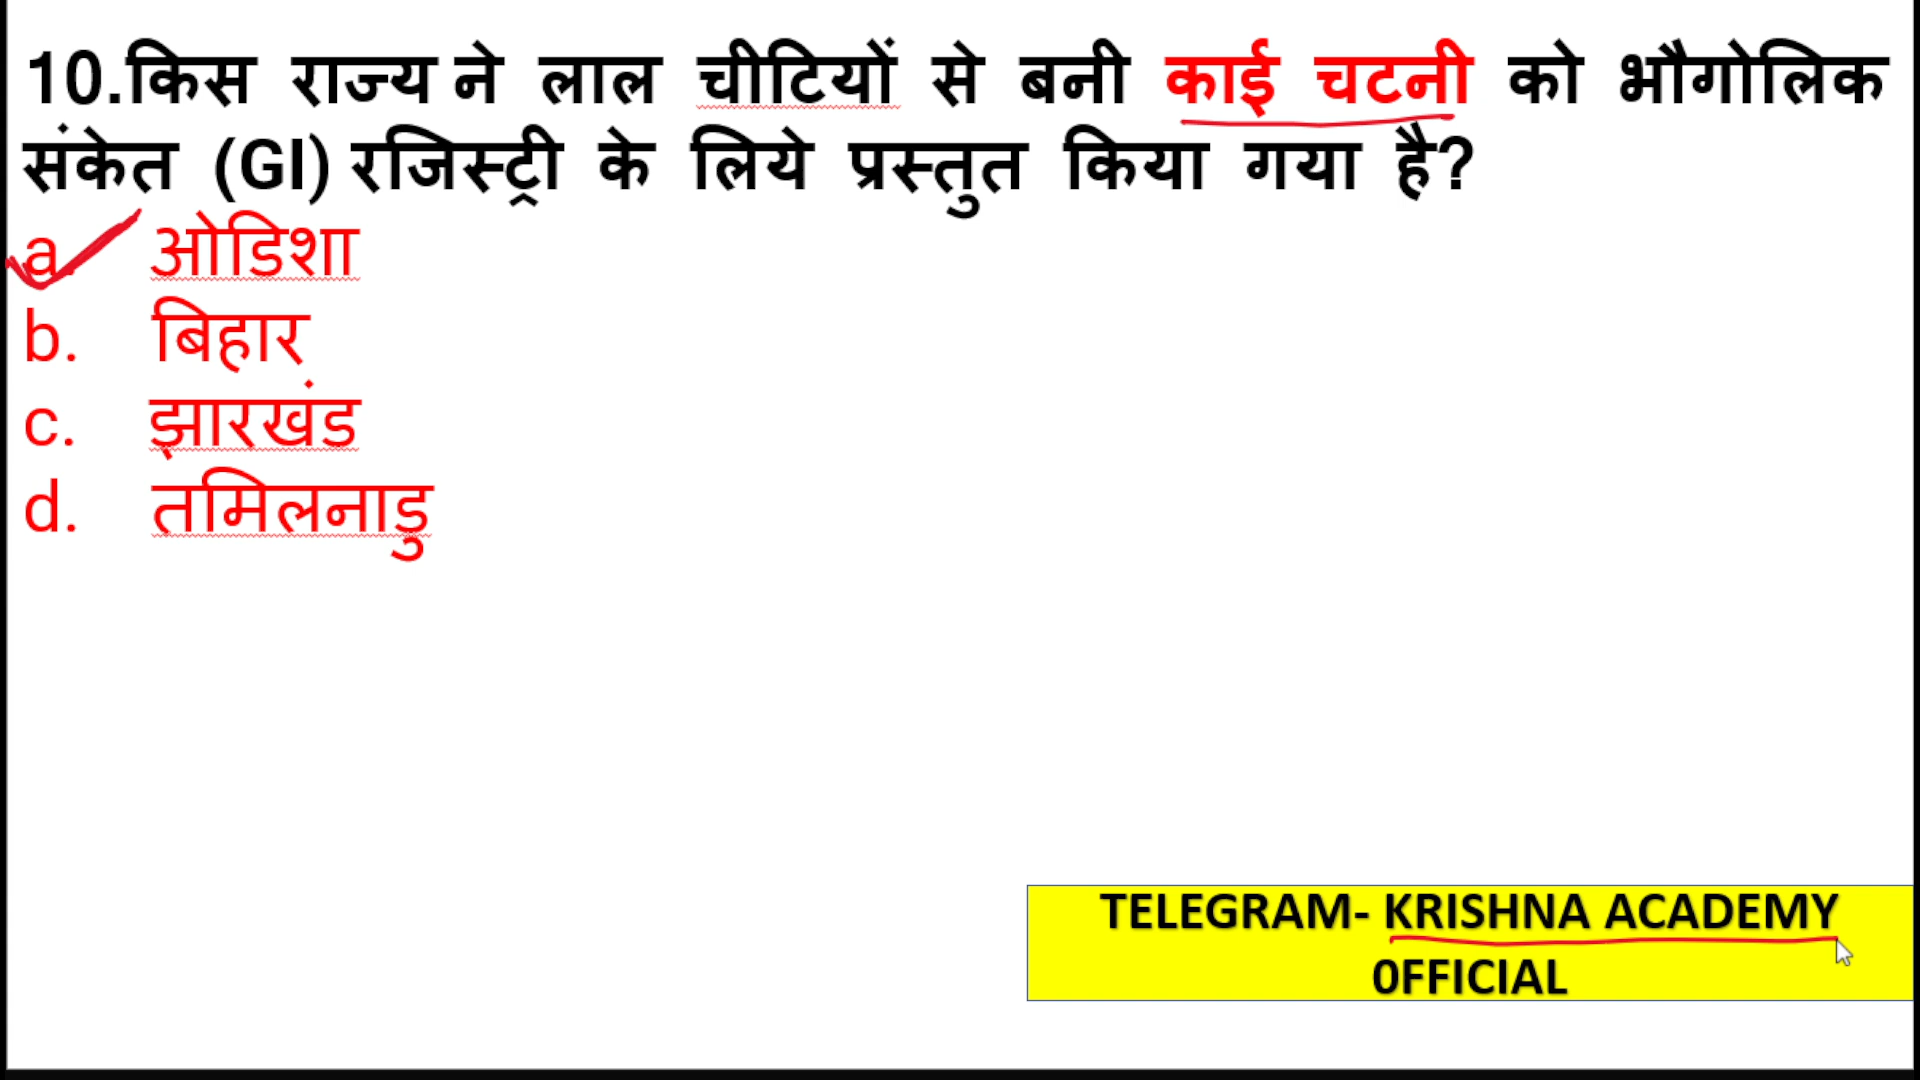 10.किस राज्य ने लाल चीटियों से बनी काई चटनी को भौगोलिक
संकेत (GI) रजिस्ट्री के लिये प्रस्तुत किया गया है?
a. ओडिशा
b. बिहार
c. झारखंड
d. तमिलनाडु
TELEGRAM- KRISHNA ACADEMY
0FFICIAL